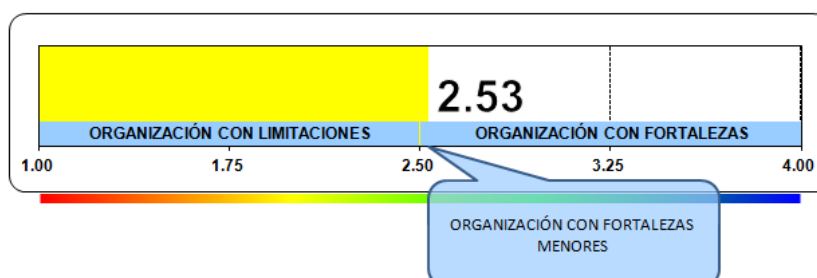 2.53
ORGANIZACIÓN CON LIMITACIONES ORGANIZACIÓN CON FORTALEZAS
1.00 1.75 2.50 3.25 4.00
ORGANIZACIÓN CON FORTALEZAS
MENORES